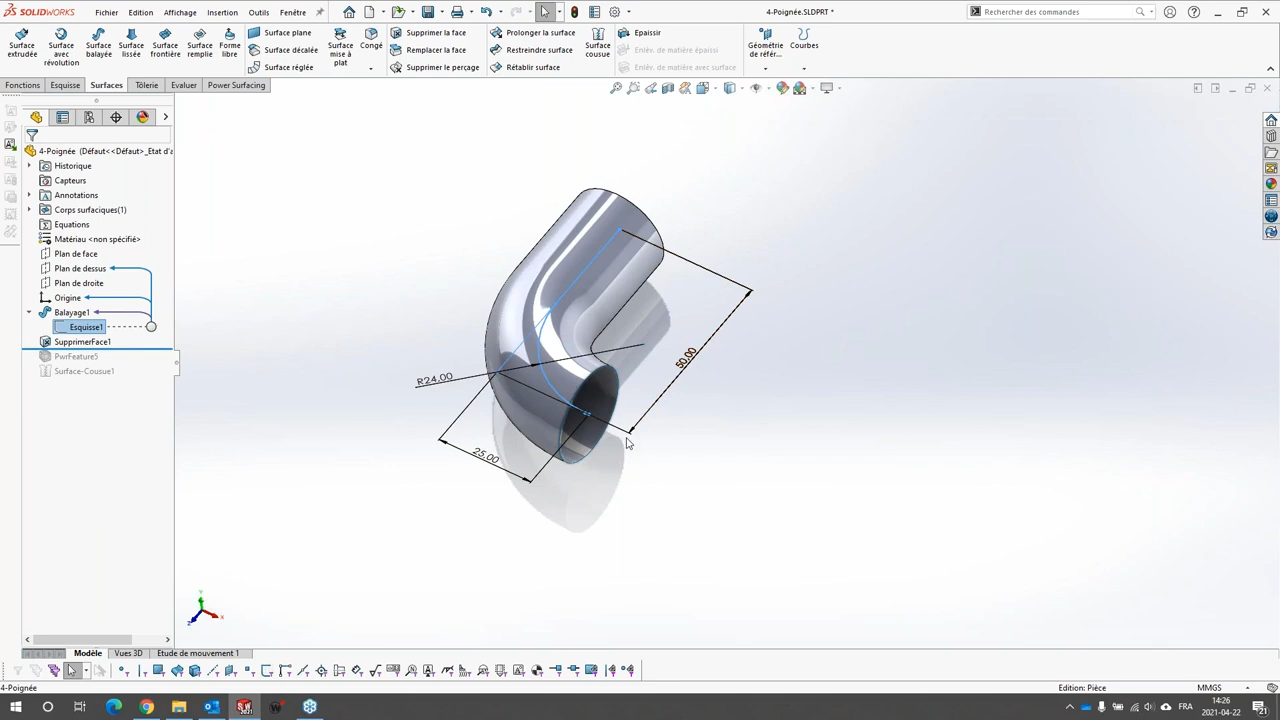 SOLIDWORKS
Fichier Edition Affichage Insertion Outils Fenêtre
4-Poignée.SLDPRT *
Rechercher des commandes
Surface extrudée
Surface avec révolution
Surface balayée
Surface lissée
Surface frontière
Surface remplie
Forme libre
Surface plane
Surface décalée
Surface réglée
Surface mise à plat
Congé
Supprimer la face
Remplacer la face
Supprimer le perçage
Prolonger la surface
Restreindre surface
Rétablir surface
Surface cousue
Epaissir
Enlèv. de matière épaissi
Enlèv. de matière avec surface
Géométrie de référ...
Courbes
Fonctions Esquisse Surfaces Tôlerie Evaluer Power Surfacing
4-Poignée (Défaut<<Défaut>_Etat d'a
Historique
Capteurs
Annotations
Corps surfaciques(1)
Equations
Matériau <non spécifié>
Plan de face
Plan de dessus
Plan de droite
Origine
Balayage1
Esquisse1
SupprimerFace1
PwrFeature5
Surface-Cousue1
R24,00
25,00
50,00
Y
X
Z
Modèle Vues 3D Etude de mouvement 1
4-Poignée
Edition: Pièce
MMGS
FRA
14:26
2021-04-22
21